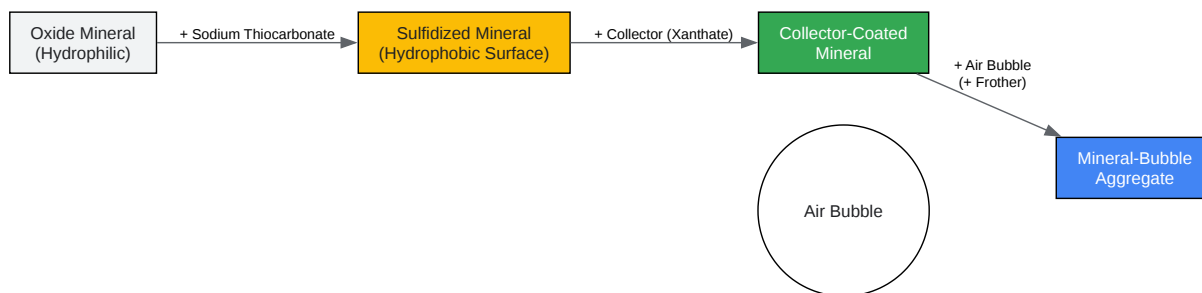 Oxide Mineral
(Hydrophilic)
+ Sodium Thiocarbonate
Sulfidized Mineral
(Hydrophobic Surface)
+ Collector (Xanthate)
Collector-Coated
Mineral
+ Air Bubble
(+ Frother)
Mineral-Bubble
Aggregate
Air Bubble